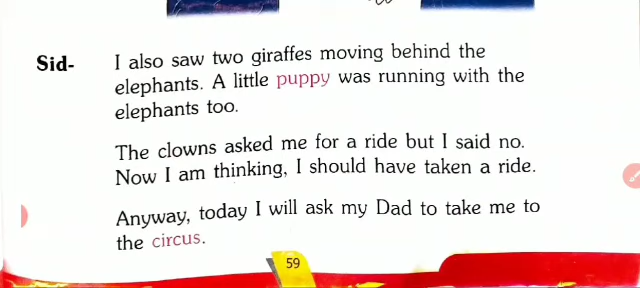 Sid- I also saw two giraffes moving behind the
elephants. A little puppy was running with the
elephants too.
The clowns asked me for a ride but I said no.
Now I am thinking, I should have taken a ride.
Anyway, today I will ask my Dad to take me to
the circus.
59